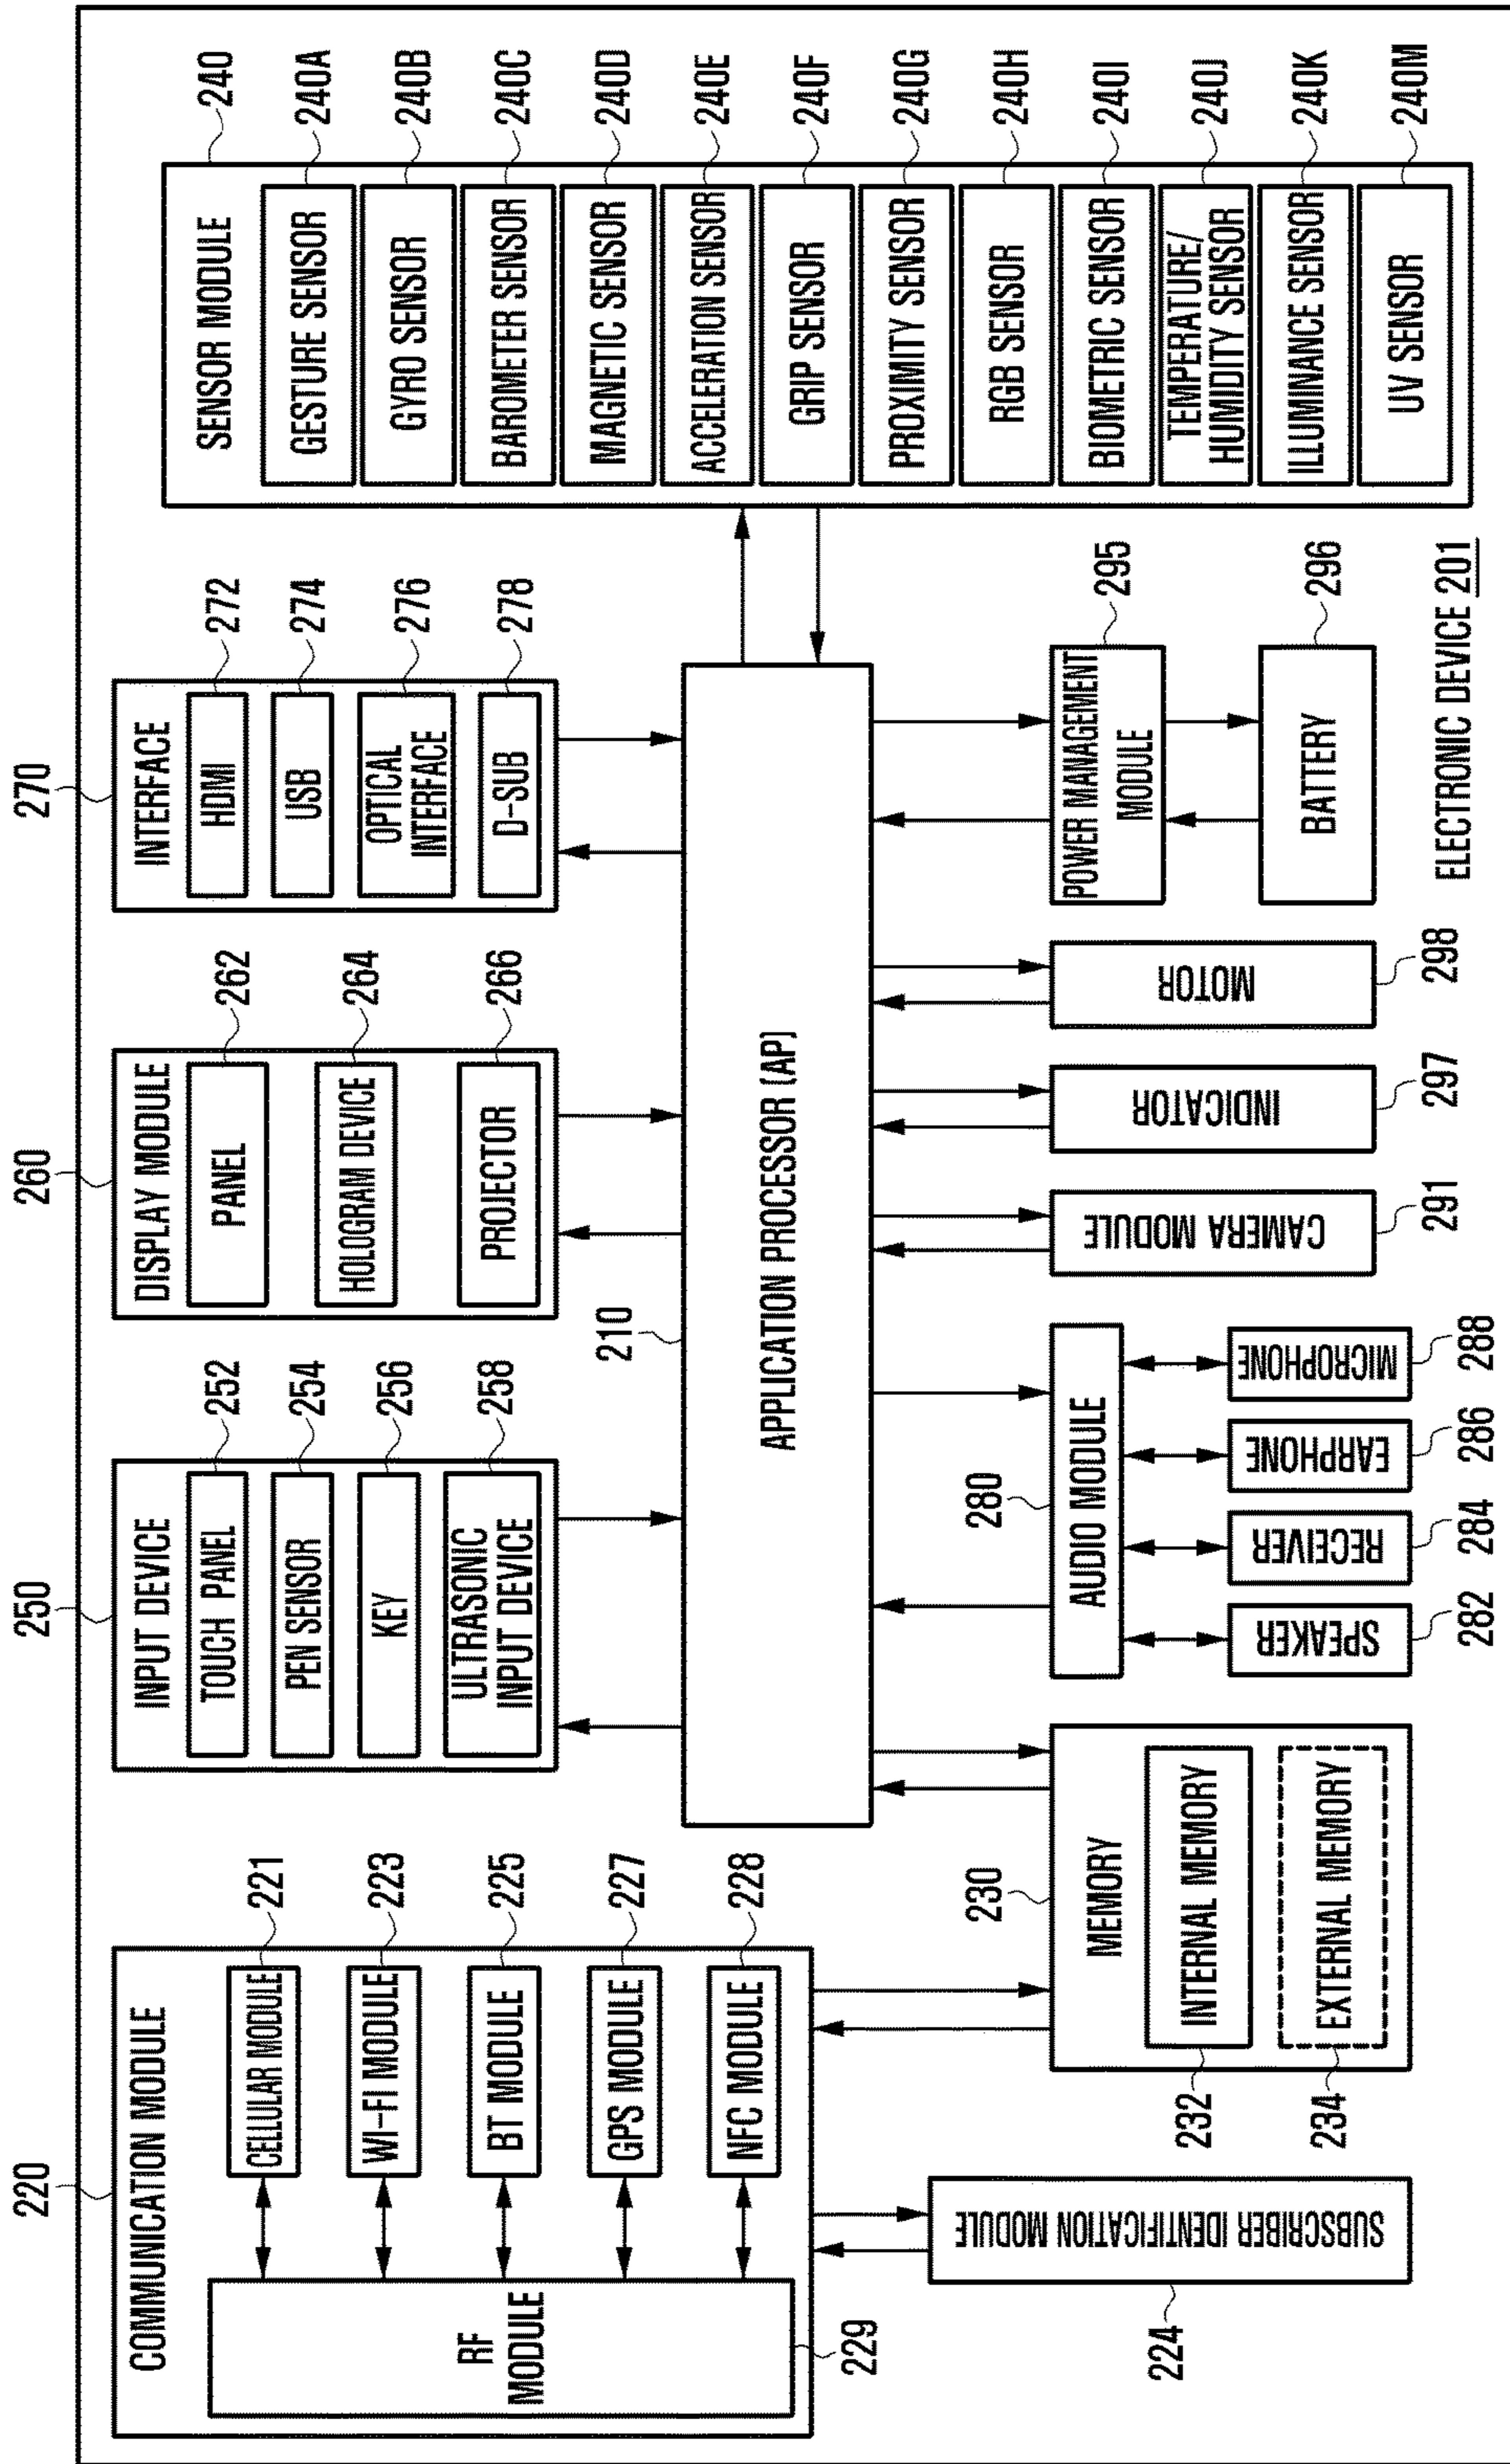 220
COMMUNICATION MODULE
RF
MODULE
229
CELLULAR MODULE
221
WI-FI MODULE
223
BT MODULE
225
GPS MODULE
227
NFC MODULE
228
SUBSCRIBER IDENTIFICATION MODULE
224
250
INPUT DEVICE
TOUCH PANEL
252
PEN SENSOR
254
KEY
256
ULTRASONIC
INPUT DEVICE
258
260
DISPLAY MODULE
PANEL
262
HOLOGRAM DEVICE
264
PROJECTOR
266
270
INTERFACE
HDMI
272
USB
274
OPTICAL
INTERFACE
276
D-SUB
278
SENSOR MODULE
240
GESTURE SENSOR
240A
GYRO SENSOR
240B
BAROMETER SENSOR
240C
MAGNETIC SENSOR
240D
ACCELERATION SENSOR
240E
GRIP SENSOR
240F
PROXIMITY SENSOR
240G
RGB SENSOR
240H
BIOMETRIC SENSOR
240I
TEMPERATURE/
HUMIDITY SENSOR
240J
ILLUMINANCE SENSOR
240K
UV SENSOR
240M
210
APPLICATION PROCESSOR (AP)
230
MEMORY
INTERNAL MEMORY
232
EXTERNAL MEMORY
234
280
AUDIO MODULE
SPEAKER
282
RECEIVER
284
EARPHONE
286
MICROPHONE
288
CAMERA MODULE
291
INDICATOR
297
MOTOR
298
POWER MANAGEMENT
MODULE
295
BATTERY
296
ELECTRONIC DEVICE 201